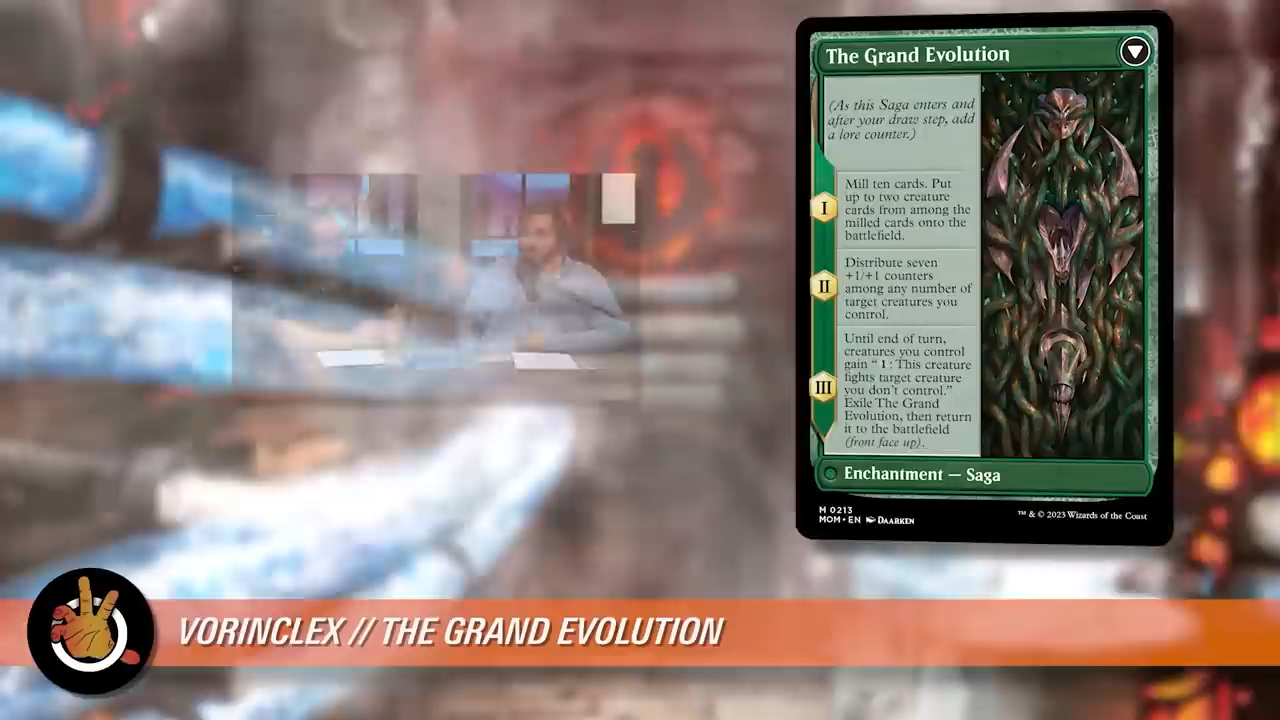 The Grand Evolution
(As this Saga enters and
after your draw step, add
a lore counter.)
I
Mill ten cards. Put
up to two creature
cards from among the
milled cards onto the
battlefield.
II
Distribute seven
+1/+1 counters
among any number of
target creatures you
control.
III
Until end of turn,
creatures you control
gain “1: This creature
fights target creature
you don't control.”
Exile The Grand
Evolution, then return
it to the battlefield
(front face up).
Enchantment — Saga
M 0213
MOM • EN DAARKEN
™ & © 2023 Wizards of the Coast
VORINCLEX // THE GRAND EVOLUTION